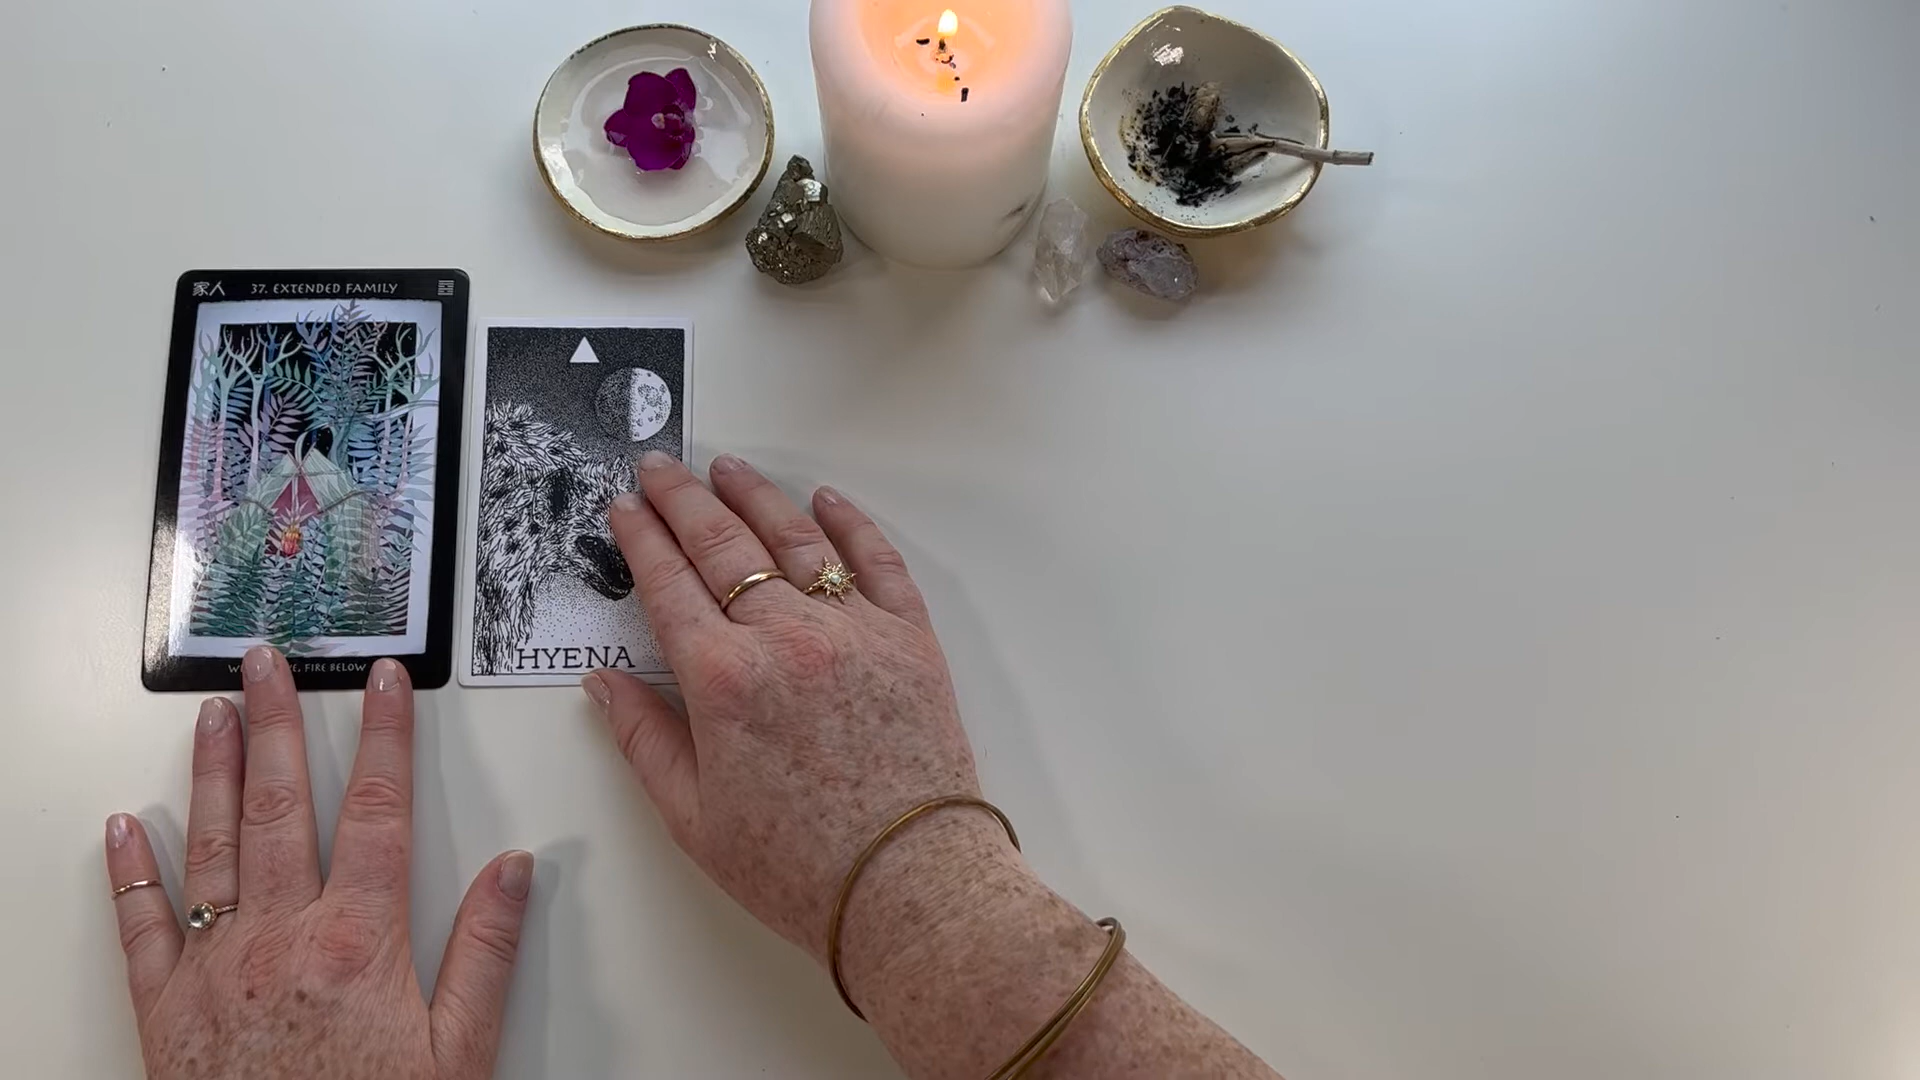 家人 37. EXTENDED FAMILY
FIRE BELOW
HYENA